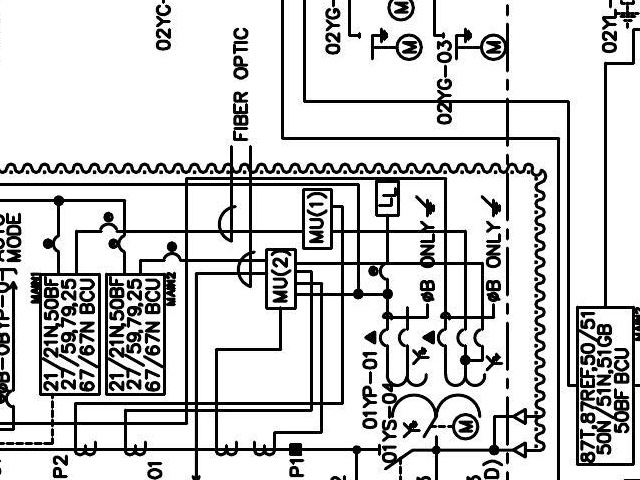 02YC-
FIBER OPTIC
02YG-
M
M
02YG-03
M
02YL-
MODE
MAIN1
21/21N,50BF
27/59,79,25
67/67N BCU
21/21N,50BF
27/59,79,25
67/67N BCU
MAIN2
MU(1)
MU(2)
øB ONLY
øB ONLY
01YP-01
01YS=04
M
87T,87REF,50/51
50N/51N,51GB
50BF BCU
P2
01
P1
D)